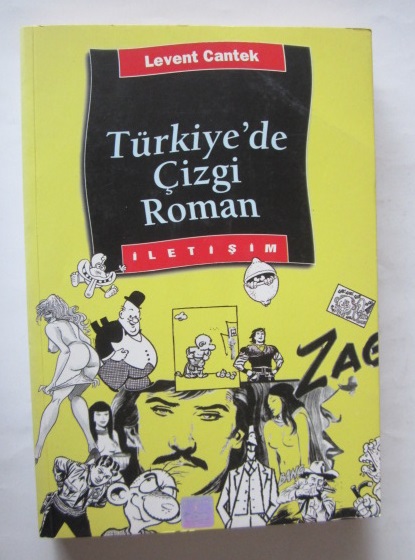 Levent Cantek
Türkiye'de
Çizgi
Roman
İLETİŞİM
ZAG